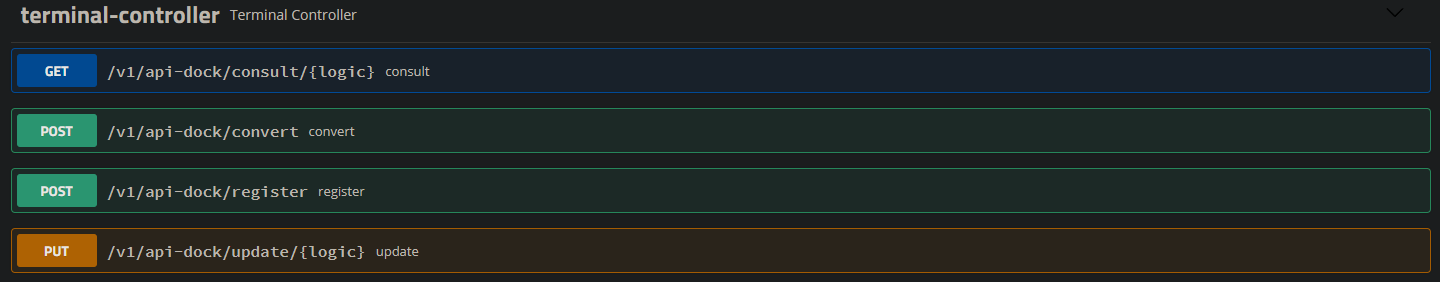 terminal-controller Terminal Controller
GET /v1/api-dock/consult/{logic} consult
POST /v1/api-dock/convert convert
POST /v1/api-dock/register register
PUT /v1/api-dock/update/{logic} update